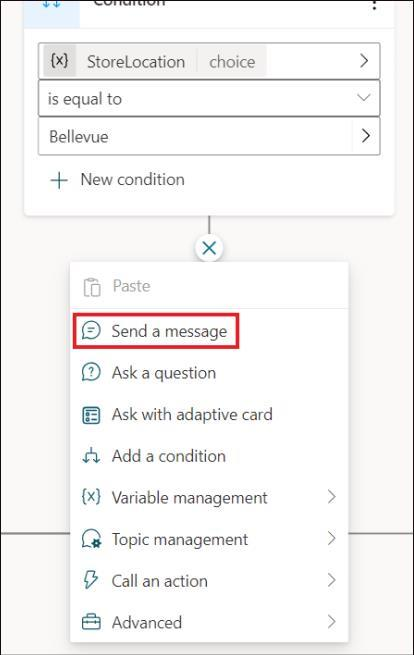 Condition
{x} StoreLocation choice
is equal to
Bellevue
New condition
Paste
Send a message
Ask a question
Ask with adaptive card
Add a condition
{x} Variable management
Topic management
Call an action
Advanced